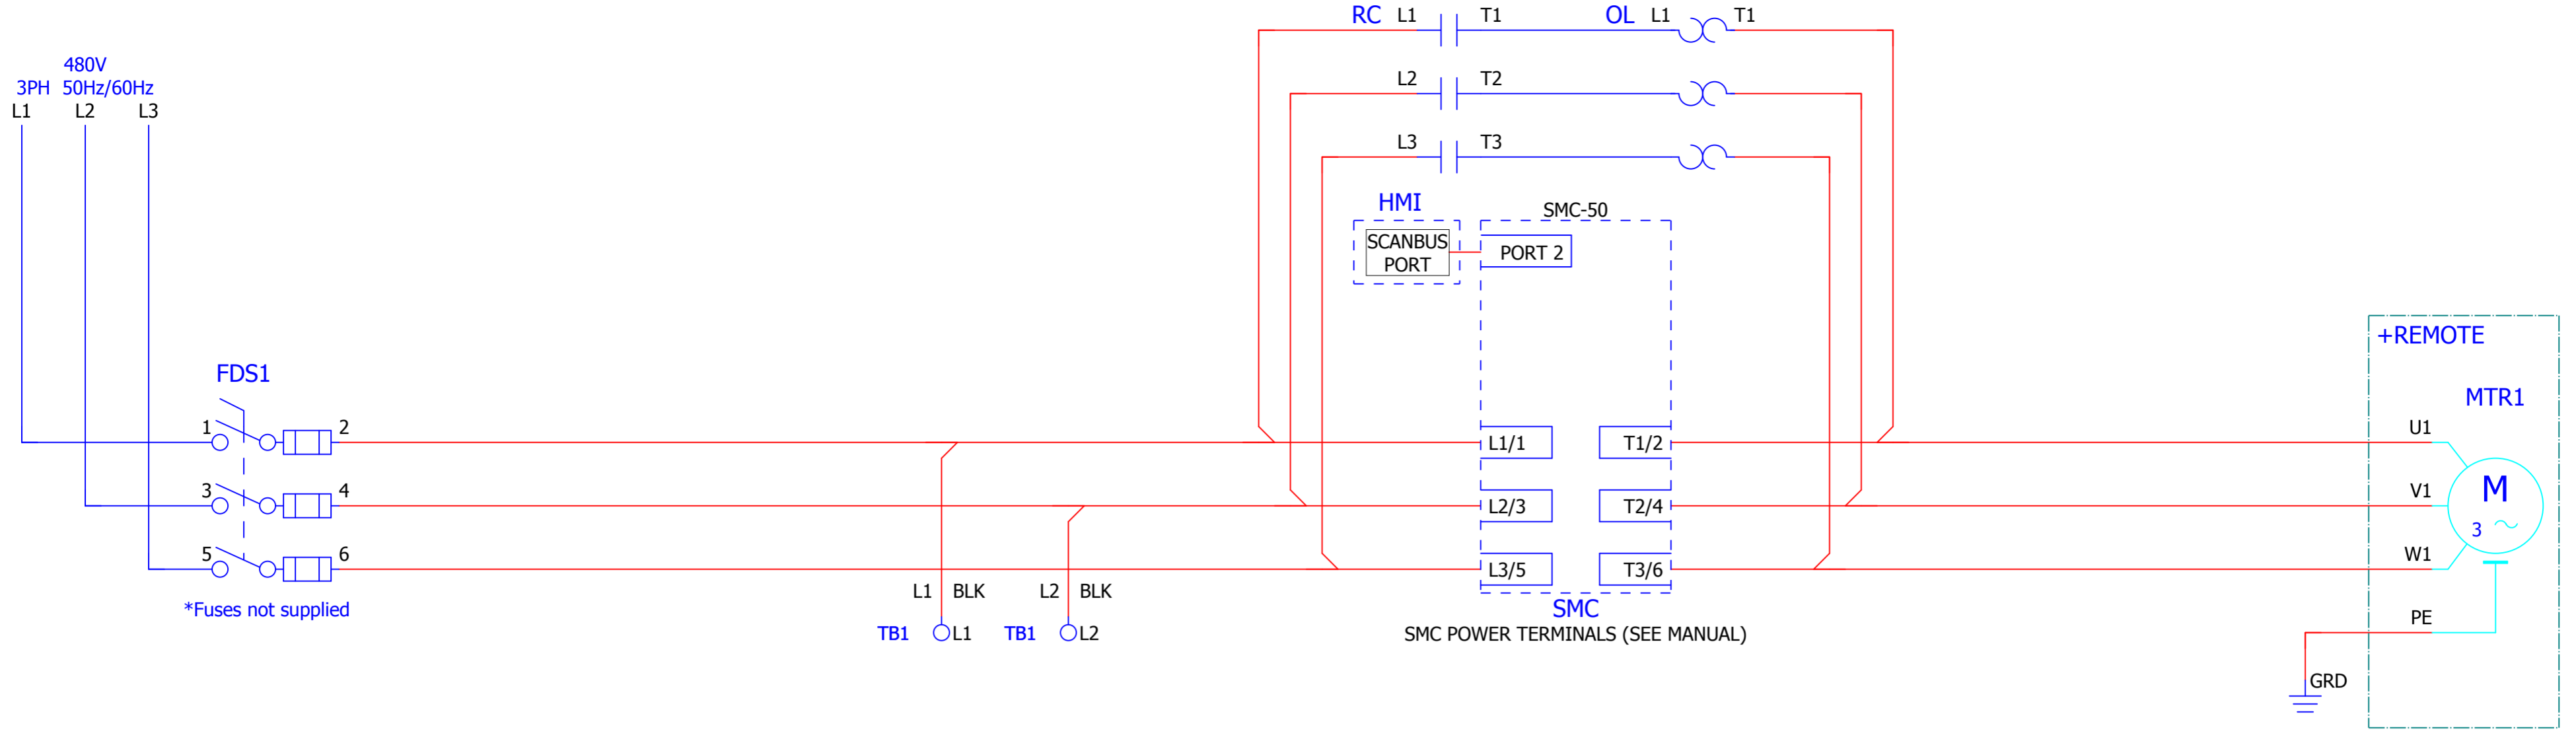 RC L1 T1 OL L1 T1
480V
3PH 50Hz/60Hz
L1 L2 L3
L2 T2
L3 T3
HMI
SCANBUS
PORT
SMC-50
PORT 2
+REMOTE
FDS1
MTR1
1 2
L1/1 T1/2
U1
3 4
L2/3 T2/4
V1
M
3
5 6
L3/5 T3/6
W1
*Fuses not supplied
L1 BLK L2 BLK
SMC
PE
TB1 L1 TB1 L2
SMC POWER TERMINALS (SEE MANUAL)
GRD